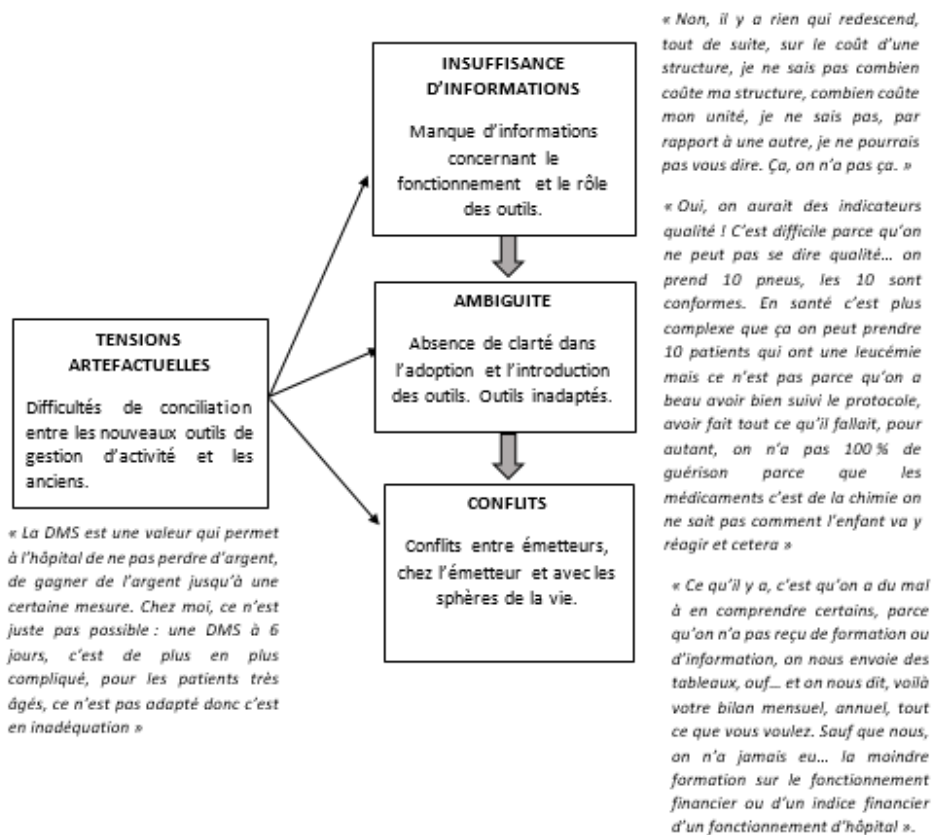 INSUFFISANCE
D'INFORMATIONS
Manque d'informations
concernant le
fonctionnement et le rôle
des outils.
AMBIGUITE
Absence de clarté dans
l'adoption et l'introduction
des outils. Outils inadaptés.
CONFLITS
Conflits entre émetteurs,
chez l'émetteur et avec les
sphères de la vie.
TENSIONS
ARTEFACTUELLES
Difficultés de conciliation
entre les nouveaux outils de
gestion d'activité et les
anciens.
« La DMS est une valeur qui permet
à l'hôpital de ne pas perdre d'argent,
de gagner de l'argent jusqu'à une
certaine mesure. Chez moi, ce n'est
juste pas possible : une DMS à 6
jours, c'est de plus en plus
compliqué, pour les patients très
âgés, ce n'est pas adapté donc c'est
en inadéquation »
« Non, il y a rien qui redescend,
tout de suite, sur le coût d'une
structure, je ne sais pas combien
coûte ma structure, combien coûte
mon unité, je ne sais pas, par
rapport à une autre, je ne pourrais
pas vous dire. Ça, on n'a pas ça. »
« Oui, on aurait des indicateurs
qualité ! C'est difficile parce qu'on
ne peut pas se dire qualité... on
prend 10 pneus, les 10 sont
conformes. En santé c'est plus
complexe que ça on peut prendre
10 patients qui ont une leucémie
mais ce n'est pas parce qu'on a
beau avoir bien suivi le protocole,
avoir fait tout ce qu'il fallait, pour
autant, on n'a pas 100 % de
guérison parce que les
médicaments c'est de la chimie on
ne sait pas comment l'enfant va y
réagir et cetera »
« Ce qu'il y a, c'est qu'on a du mal
à en comprendre certains, parce
qu'on n'a pas reçu de formation ou
d'information, on nous envoie des
tableaux, ouf... et on nous dit, voilà
votre bilan mensuel, annuel, tout
ce que vous voulez. Sauf que nous,
on n'a jamais eu... la moindre
formation sur le fonctionnement
financier ou d'un indice financier
d'un fonctionnement d'hôpital ».